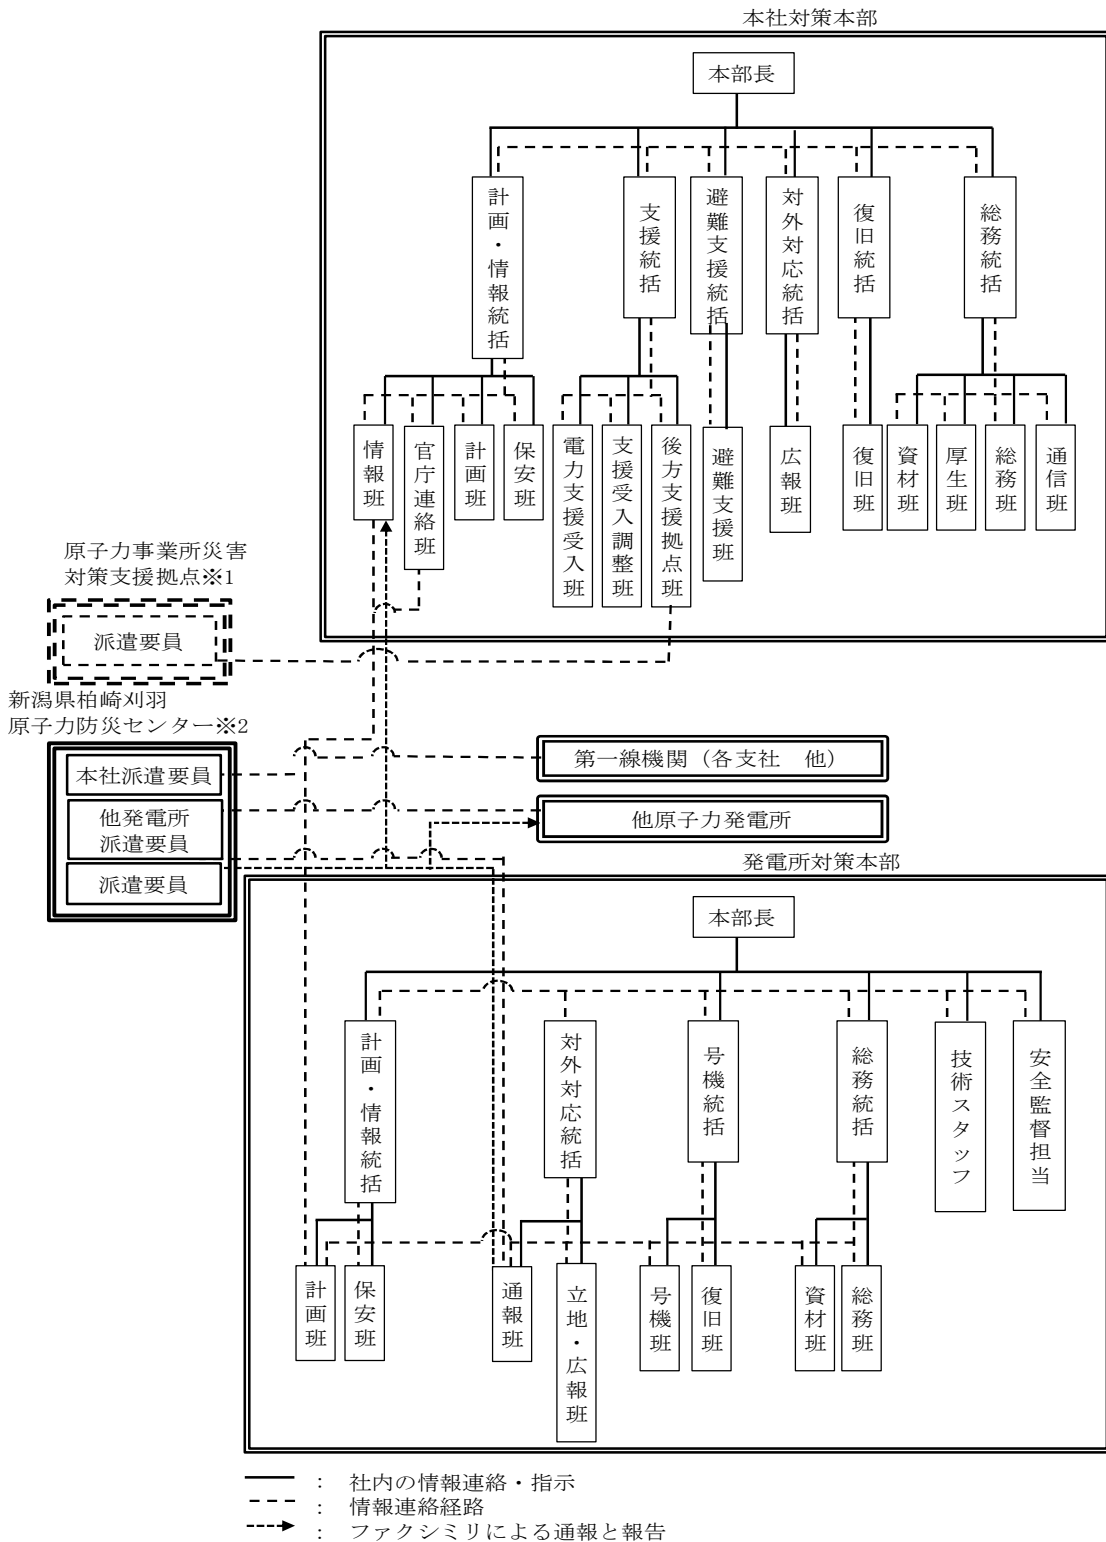 本社対策本部
本部長
計画・情報統括
支援統括
避難支援統括
対外対応統括
復旧統括
総務統括
情報班
官庁連絡班
計画班
保安班
電力支援受入班
支援受入調整班
後方支援拠点班
避難支援班
広報班
復旧班
資材班
厚生班
総務班
通信班
原子力事業所災害
対策支援拠点※1
派遣要員
新潟県柏崎刈羽
原子力防災センター※2
本社派遣要員
他発電所
派遣要員
派遣要員
第一線機関（各支社　他）
他原子力発電所
発電所対策本部
本部長
計画・情報統括
対外対応統括
号機統括
総務統括
技術スタッフ
安全監督担当
計画班
保安班
通報班
立地・広報班
号機班
復旧班
資材班
総務班
： 社内の情報連絡・指示
： 情報連絡経路
： ファクシミリによる通報と報告